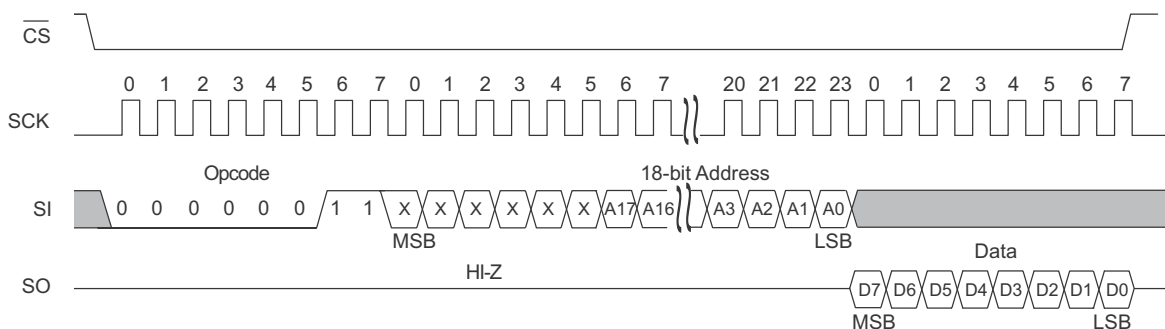 CS
0 1 2 3 4 5 6 7 0 1 2 3 4 5 6 7 20 21 22 23 0 1 2 3 4 5 6 7
SCK
Opcode 18-bit Address
SI 0 0 0 0 0 0 1 1 X X X X X X A17 A16 A3 A2 A1 A0
MSB LSB
HI-Z Data
SO D7 D6 D5 D4 D3 D2 D1 D0
MSB LSB